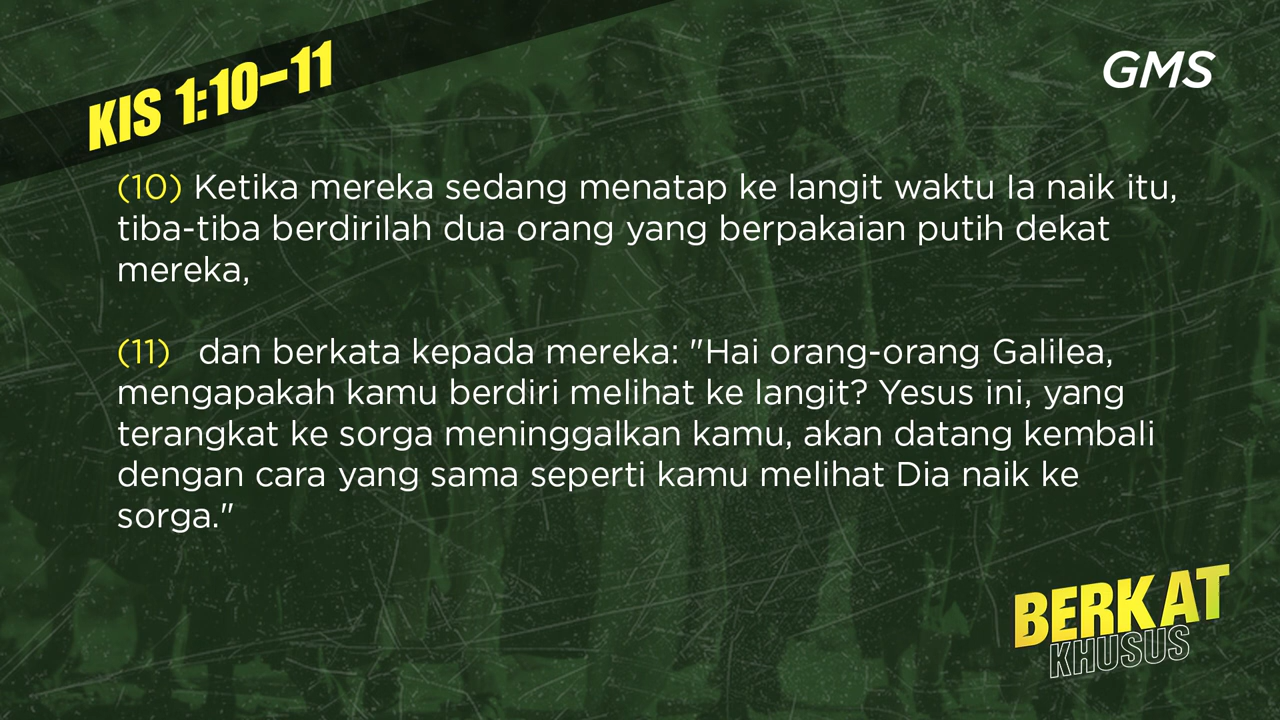 KIS 1:10–11
GMS
(10) Ketika mereka sedang menatap ke langit waktu Ia naik itu,
tiba-tiba berdirilah dua orang yang berpakaian putih dekat
mereka,
(11) dan berkata kepada mereka: "Hai orang-orang Galilea,
mengapakah kamu berdiri melihat ke langit? Yesus ini, yang
terangkat ke sorga meninggalkan kamu, akan datang kembali
dengan cara yang sama seperti kamu melihat Dia naik ke
sorga."
BERKAT
KHUSUS